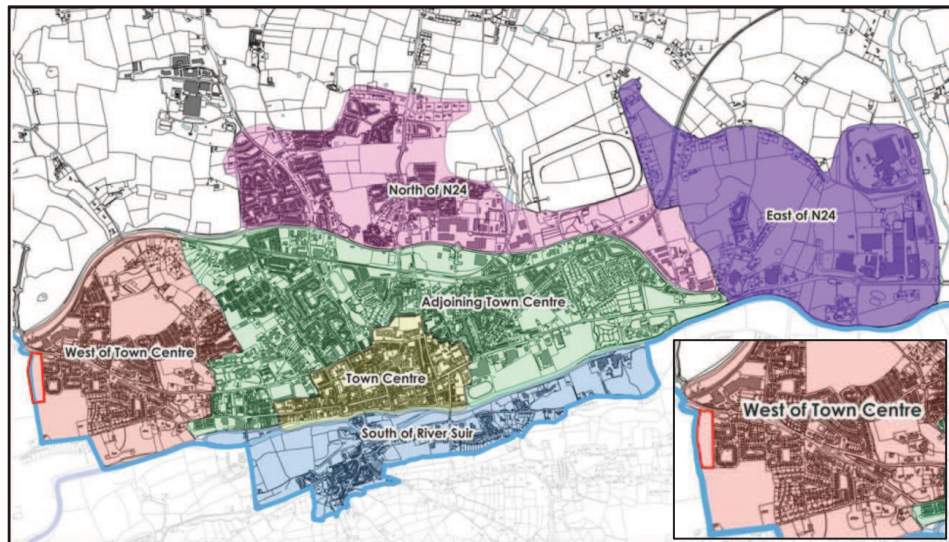 North of N24
East of N24
Adjoining Town Centre
West of Town Centre
Town Centre
South of River Suir
West of Town Centre